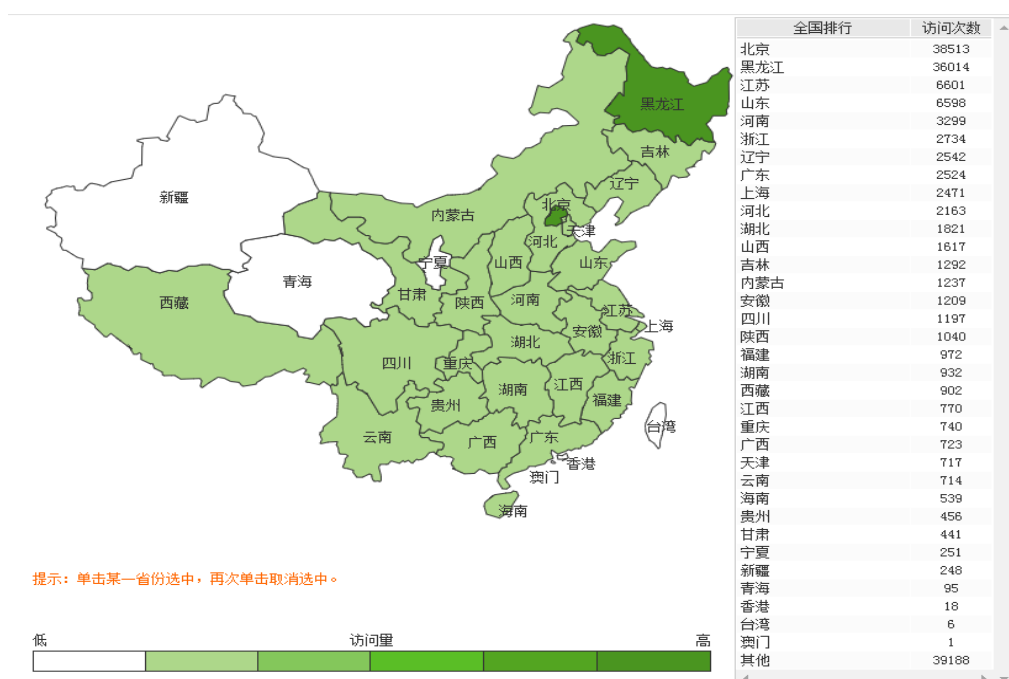 全国排行 访问次数
北京 38513
黑龙江 36014
江苏 6601
山东 6598
河南 3299
浙江 2734
辽宁 2542
广东 2524
上海 2471
河北 2163
湖北 1821
山西 1617
吉林 1292
内蒙古 1237
安徽 1209
四川 1197
陕西 1040
福建 972
湖南 932
西藏 902
江西 770
重庆 740
广西 723
天津 717
云南 714
海南 539
贵州 456
甘肃 441
宁夏 251
新疆 248
青海 95
香港 18
台湾 6
澳门 1
其他 39188
黑龙江
吉林
辽宁
新疆
北京
内蒙古
天津
河北
宁夏
山西
山东
青海
甘肃
陕西
河南
西藏
江苏
上海
安徽
湖北
浙江
四川
重庆
江西
湖南
福建
贵州
台湾
云南
广西
广东
香港
澳门
海南
提示：单击某一省份选中，再次单击取消选中。
低 访问量 高